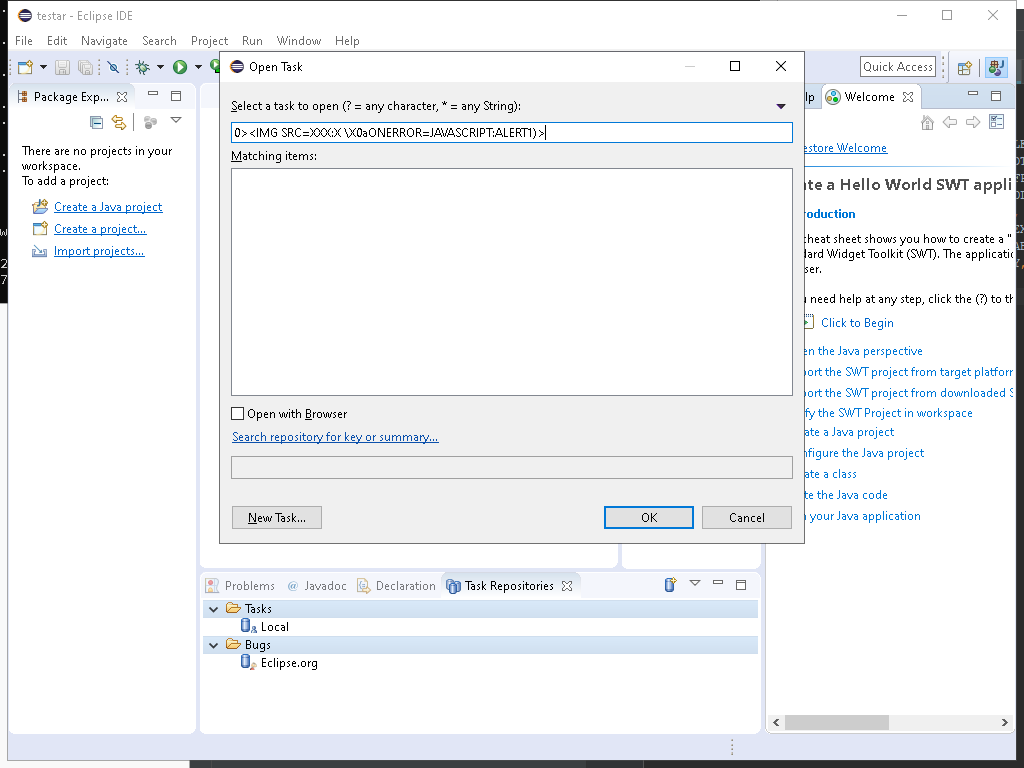 testar - Eclipse IDE
File Edit Navigate Search Project Run Window Help
Quick Access
Package Exp...
There are no projects in your
workspace.
To add a project:
Create a Java project
Create a project...
Import projects...
Open Task
Select a task to open (? = any character, * = any String):
0><IMG SRC=XXX:X \X0aONERROR=JAVASCRIPT:ALERT1)>
Matching items:
Open with Browser
Search repository for key or summary...
New Task...
OK
Cancel
Welcome
estore Welcome
te a Hello World SWT appli
roduction
heat sheet shows you how to create a "
dard Widget Toolkit (SWT). The applicatio
ser.
need help at any step, click the (?) to th
Click to Begin
en the Java perspective
port the SWT project from target platforr
port the SWT project from downloaded S
fy the SWT Project in workspace
ate a Java project
nfigure the Java project
ate a class
te the Java code
your Java application
Problems @ Javadoc Declaration Task Repositories
Tasks
Local
Bugs
Eclipse.org